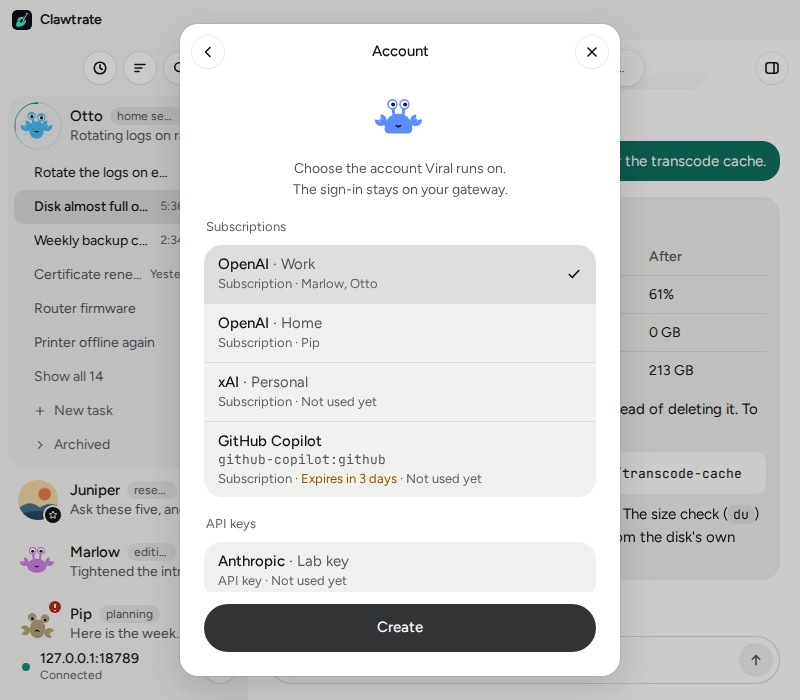 Clawtrate
Otto
home se...
Rotating logs on r
Rotate the logs on e...
Disk almost full o...
5:36
Weekly backup c...
2:34
Certificate rene...
Yeste
Router firmware
Printer offline again
Show all 14
New task
Archived
Juniper
rese...
Ask these five, an
Marlow
editi...
Tightened the intr
Pip
planning
Here is the week.
127.0.0.1:18789
Connected
Account
Choose the account Viral runs on.
The sign-in stays on your gateway.
Subscriptions
OpenAI · Work
Subscription · Marlow, Otto
OpenAI · Home
Subscription · Pip
xAI · Personal
Subscription · Not used yet
GitHub Copilot
github-copilot:github
Subscription · Expires in 3 days · Not used yet
API keys
Anthropic · Lab key
API key · Not used yet
Create
the transcode cache.
After
61%
0 GB
213 GB
ead of deleting it. To
/transcode-cache
The size check (du)
om the disk's own